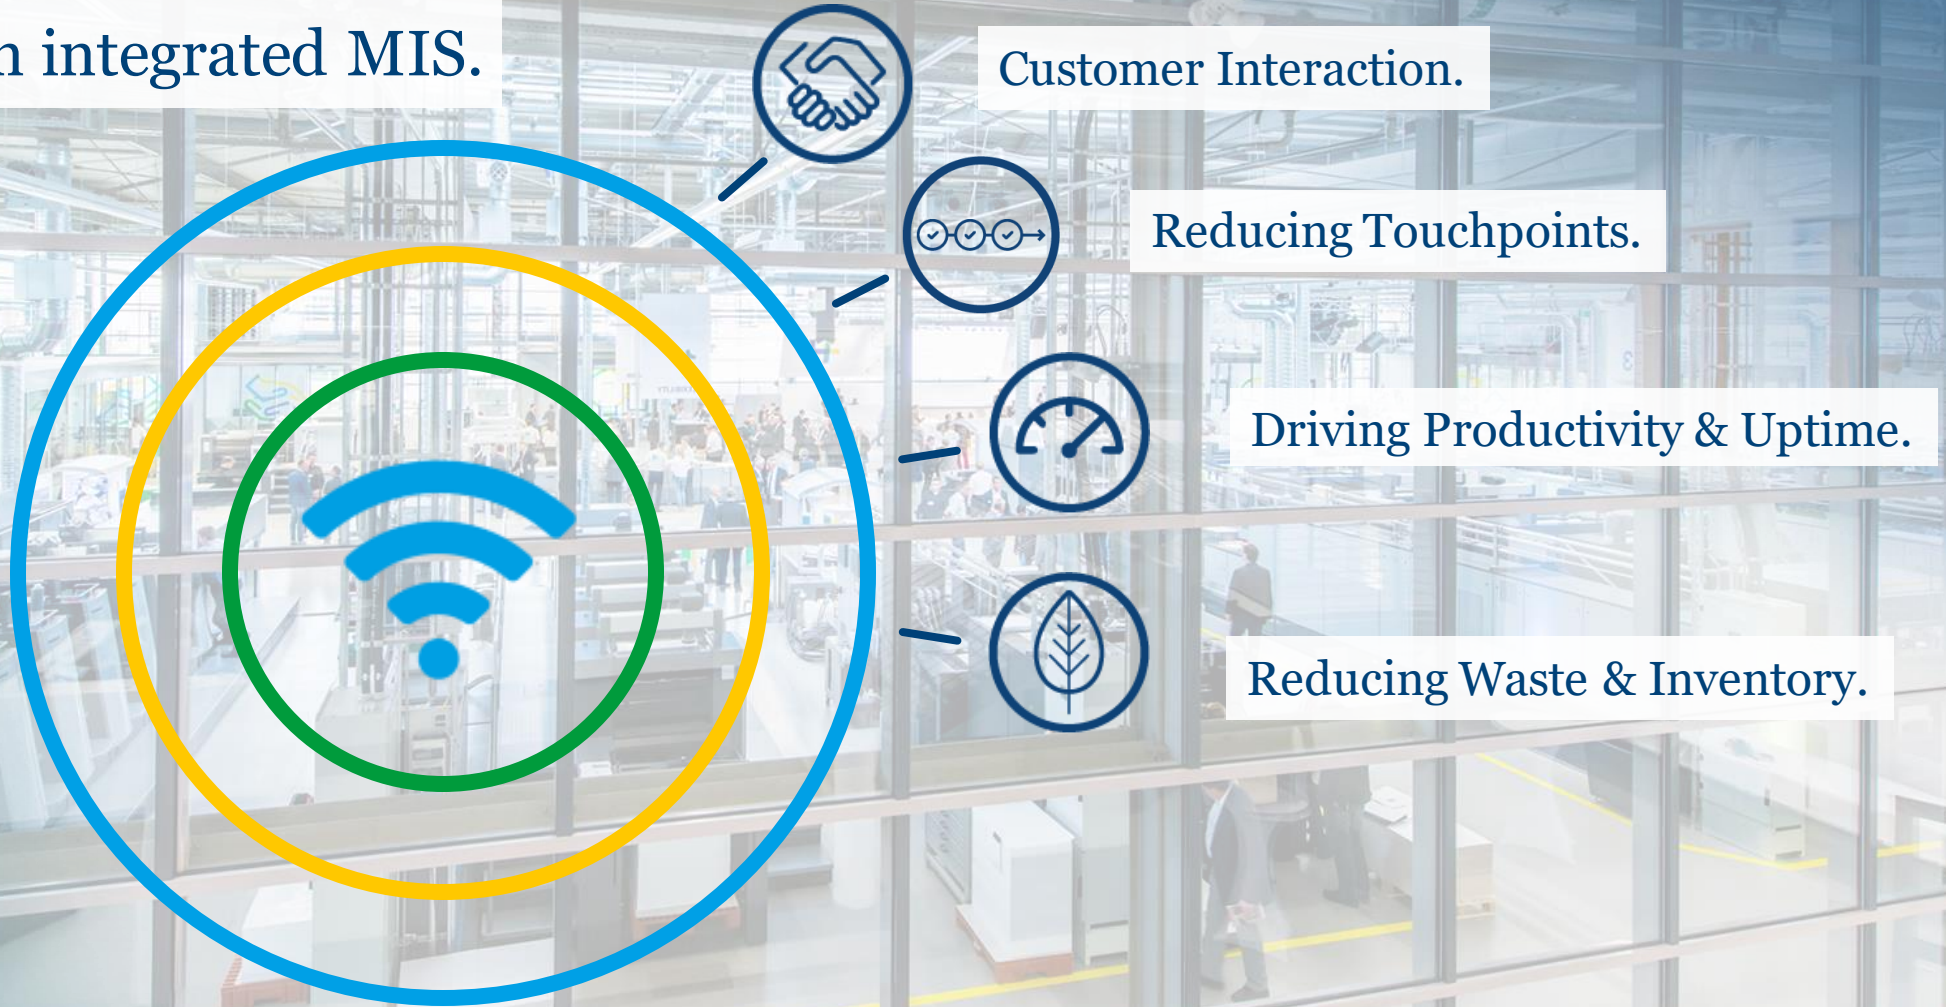 n integrated MIS.
Customer Interaction.
Reducing Touchpoints.
Driving Productivity & Uptime.
Reducing Waste & Inventory.